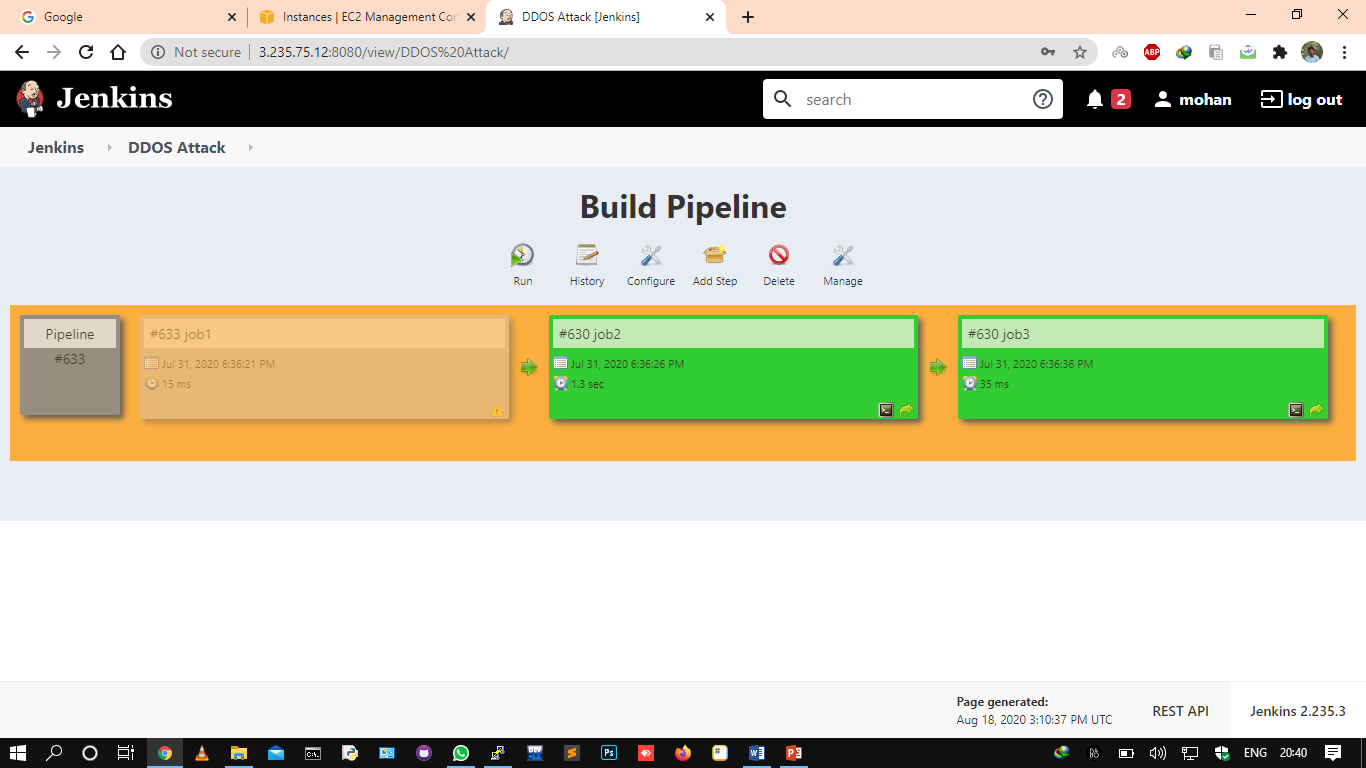 Google
Instances | EC2 Management Con
DDOS Attack [Jenkins]
Not secure
3.235.75.12:8080/view/DDOS%20Attack/
ABP
Jenkins
search
2
mohan
log out
Jenkins
DDOS Attack
Build Pipeline
Run
History
Configure
Add Step
Delete
Manage
Pipeline
#633
#633 job1
Jul 31, 2020 6:36:21 PM
15 ms
#630 job2
Jul 31, 2020 6:36:26 PM
1.3 sec
#630 job3
Jul 31, 2020 6:36:36 PM
35 ms
Page generated:
Aug 18, 2020 3:10:37 PM UTC
REST API
Jenkins 2.235.3
Ps
ENG
20:40